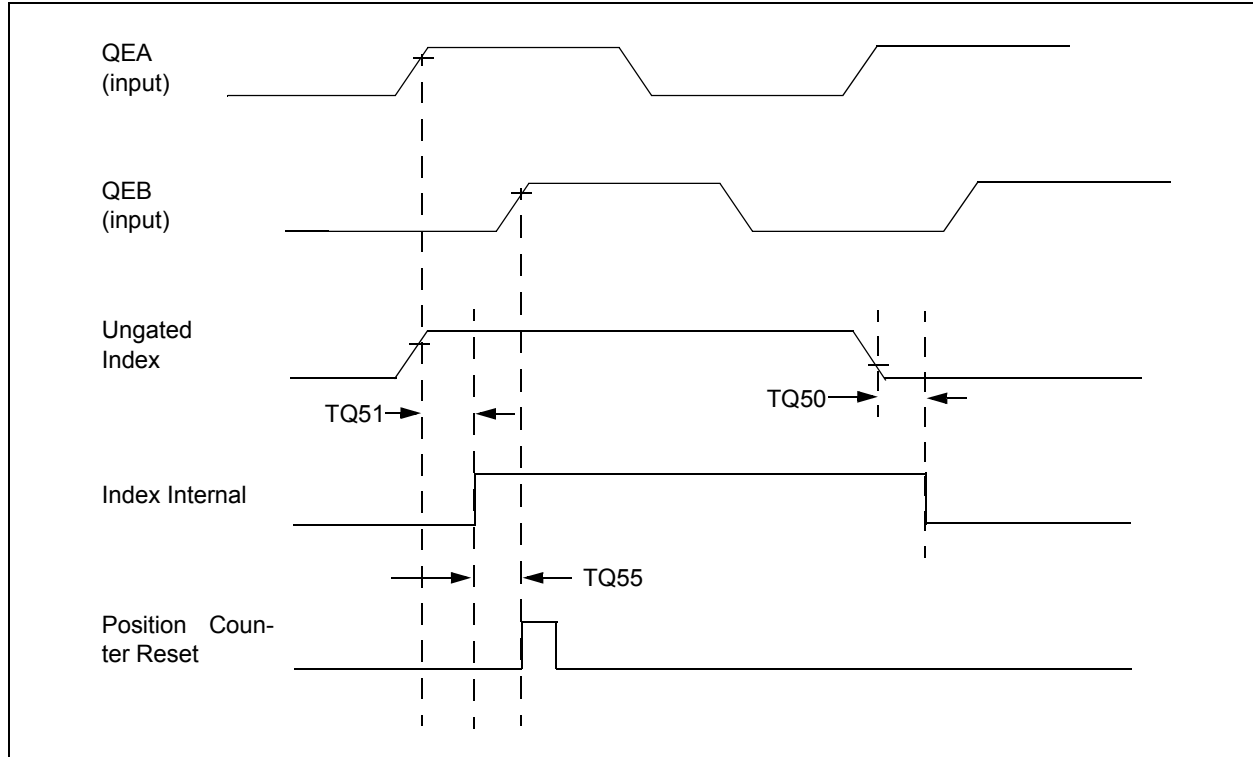 QEA
(input)
QEB
(input)
Ungated
Index
TQ51
TQ50
Index Internal
TQ55
Position Coun-
ter Reset